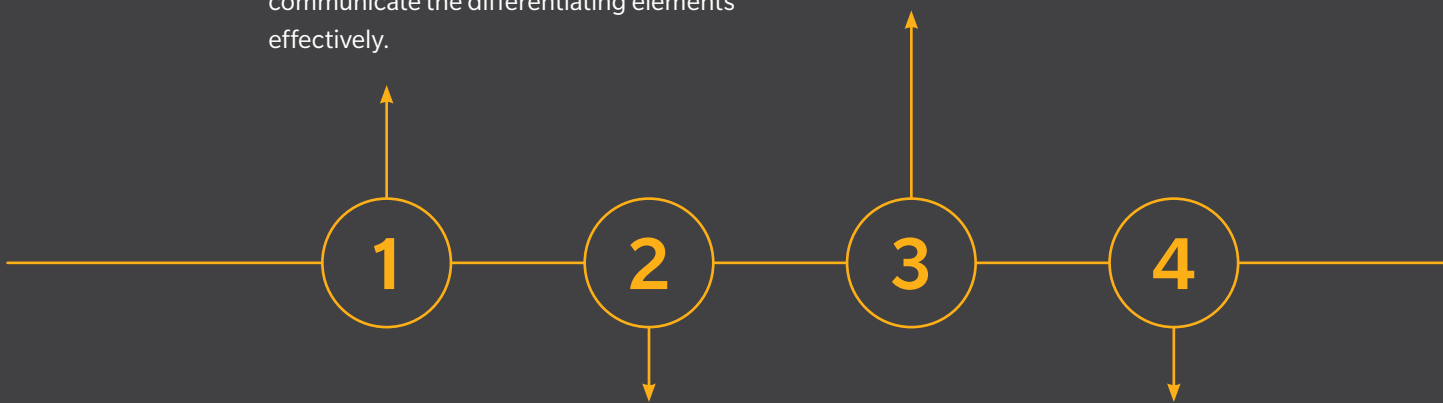 communicate the differentiating elements
effectively.
1 2 3 4